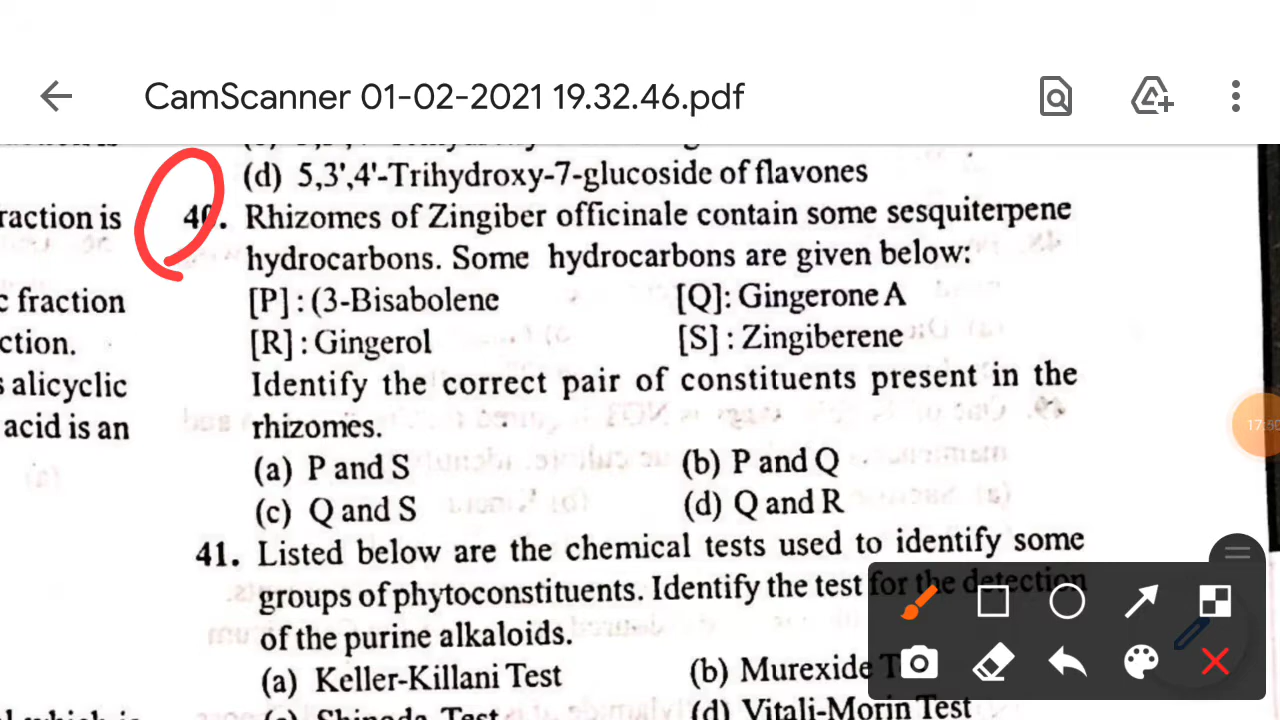 CamScanner 01-02-2021 19.32.46.pdf
(d) 5,3',4'-Trihydroxy-7-glucoside of flavones
raction is
40. Rhizomes of Zingiber officinale contain some sesquiterpene
hydrocarbons. Some hydrocarbons are given below:
c fraction
[P] : (3-Bisabolene [Q]: Gingerone A
ction.
[R] : Gingerol [S] : Zingiberene
s alicyclic
Identify the correct pair of constituents present in the
acid is an
rhizomes.
(a) P and S (b) P and Q
(c) Q and S (d) Q and R
41. Listed below are the chemical tests used to identify some
groups of phytoconstituents. Identify the test for the detection
of the purine alkaloids.
(a) Keller-Killani Test (b) Murexide T
Shinoda Test (d) Vitali-Morin Test
which is